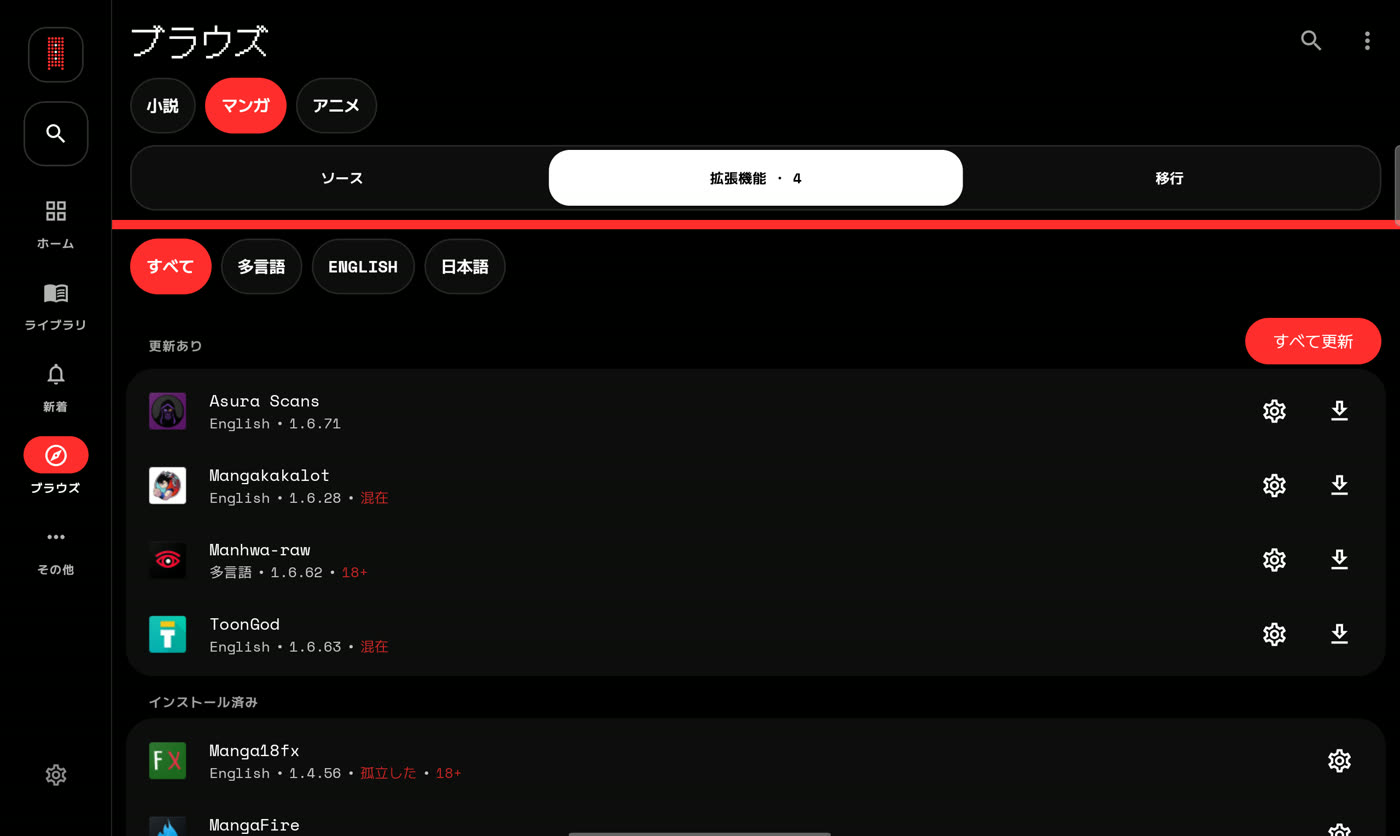 ブラウズ
小説 マンガ アニメ
ソース 拡張機能 · 4 移行
すべて 多言語 ENGLISH 日本語
ホーム
ライブラリ
新着
ブラウズ
その他
更新あり すべて更新
Asura Scans
English • 1.6.71
Mangakakalot
English • 1.6.28 • 混在
Manhwa-raw
多言語 • 1.6.62 • 18+
ToonGod
English • 1.6.63 • 混在
インストール済み
Manga18fx
English • 1.4.56 • 孤立した • 18+
MangaFire